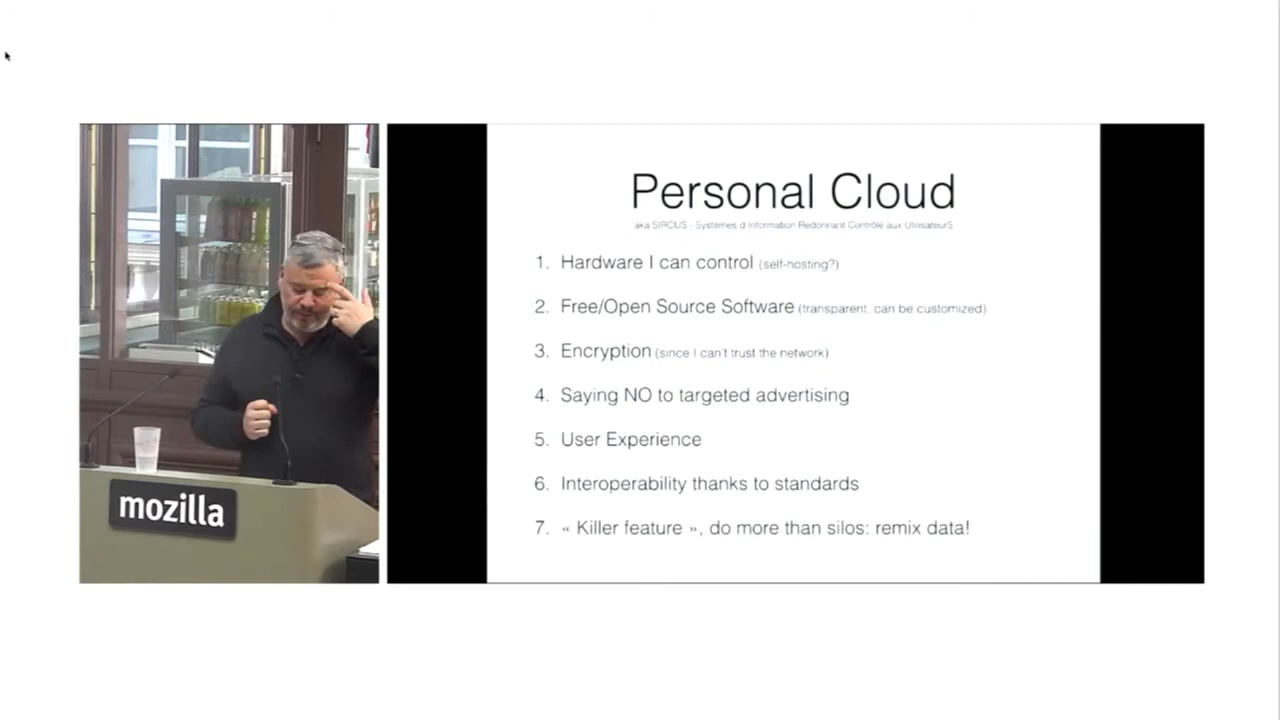 mozilla
Personal Cloud
aka SIRCUS - Systèmes d'Information Redonnant Contrôle aux UtilisateurS
1. Hardware I can control (self-hosting?)
2. Free/Open Source Software (transparent, can be customized)
3. Encryption (since I can't trust the network)
4. Saying NO to targeted advertising
5. User Experience
6. Interoperability thanks to standards
7. « Killer feature », do more than silos: remix data!